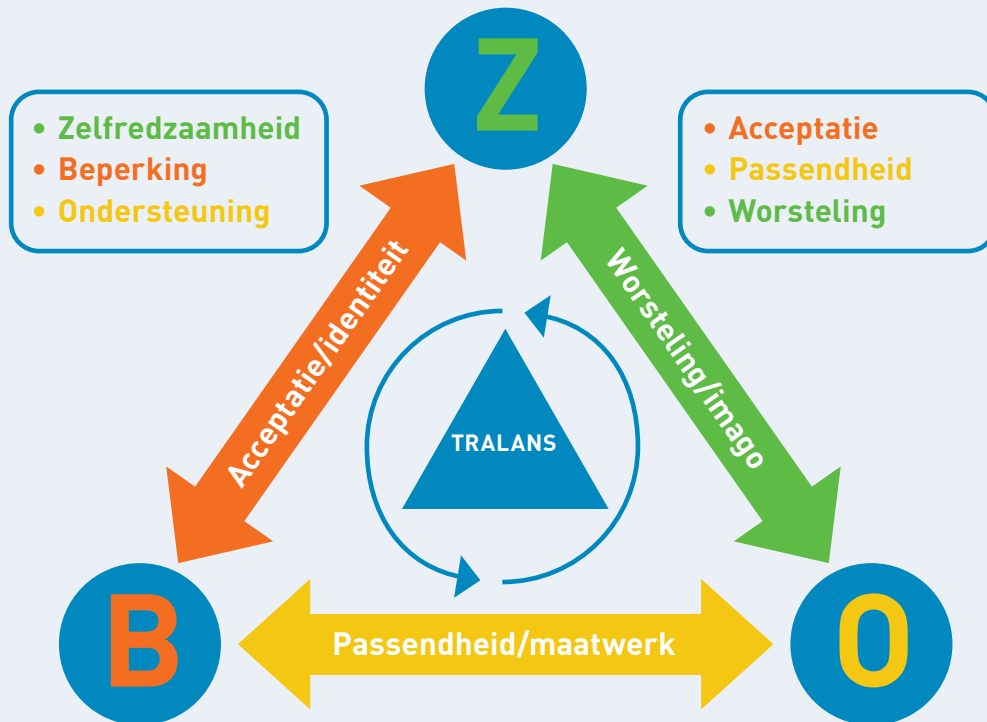 Z
• Zelfredzaamheid
• Beperking
• Ondersteuning
• Acceptatie
• Passendheid
• Worsteling
Acceptatie/identiteit
Worsteling/imago
TRALANS
B
Passendheid/maatwerk
O